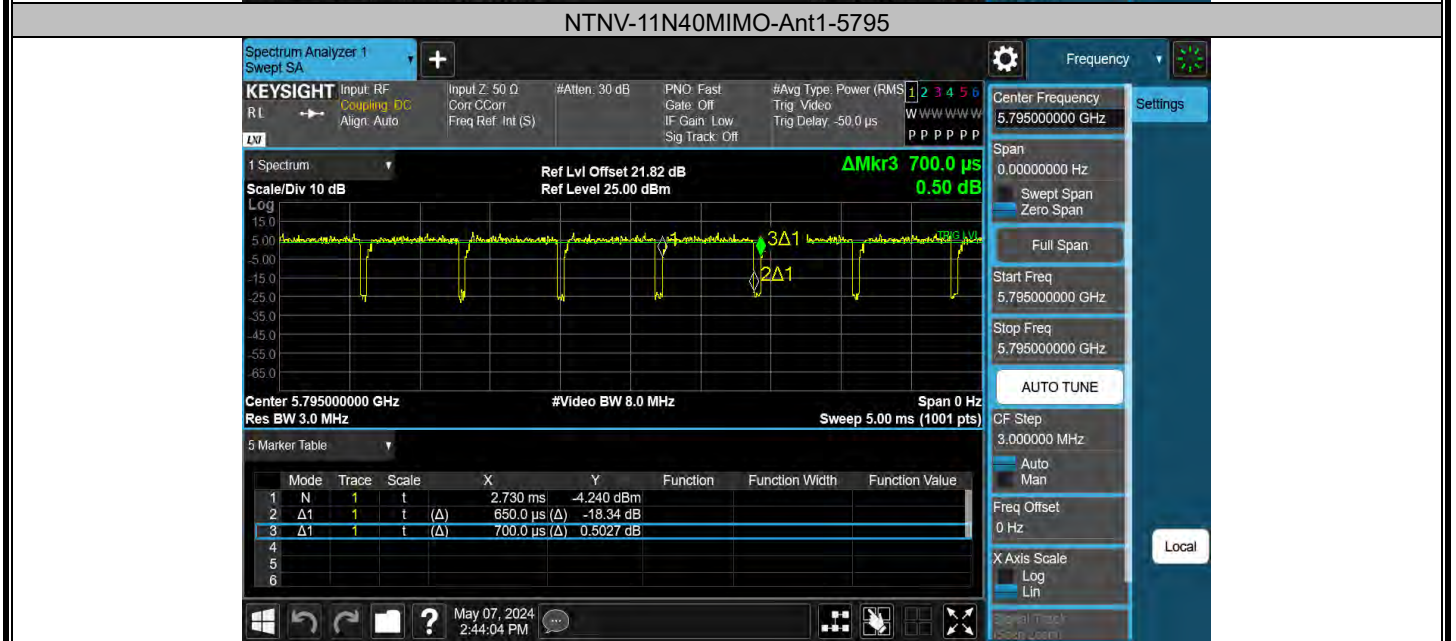 NTNV-11N40MIMO-Ant1-5795
Spectrum Analyzer 1
Swept SA
Frequency
KEYSIGHT
RL
LXI
Input: RF
Coupling: DC
Align: Auto
Input Z: 50 Ω
Corr CCorr
Freq Ref: Int (S)
#Atten: 30 dB
PNO: Fast
Gate: Off
IF Gain: Low
Sig Track: Off
#Avg Type: Power (RMS
Trig: Video
Trig Delay: -50.0 µs
1 2 3 4 5 6
W W W W W W
P P P P P P
1 Spectrum
Scale/Div 10 dB
Ref Lvl Offset 21.82 dB
Ref Level 25.00 dBm
ΔMkr3 700.0 µs
0.50 dB
Log
15.0
5.00
-5.00
-15.0
-25.0
-35.0
-45.0
-55.0
-65.0
1
3Δ1
2Δ1
TRIG LVL
Center 5.795000000 GHz
Res BW 3.0 MHz
#Video BW 8.0 MHz
Span 0 Hz
Sweep 5.00 ms (1001 pts)
5 Marker Table
Mode Trace Scale X Y Function Function Width Function Value
1 N 1 t 2.730 ms -4.240 dBm
2 Δ1 1 t (Δ) 650.0 µs (Δ) -18.34 dB
3 Δ1 1 t (Δ) 700.0 µs (Δ) 0.5027 dB
4
5
6
?
May 07, 2024
2:44:04 PM
Center Frequency
5.795000000 GHz
Settings
Span
0.00000000 Hz
Swept Span
Zero Span
Full Span
Start Freq
5.795000000 GHz
Stop Freq
5.795000000 GHz
AUTO TUNE
CF Step
3.000000 MHz
Auto
Man
Freq Offset
0 Hz
X Axis Scale
Log
Lin
Local
Signal Track
(Span Zoom)